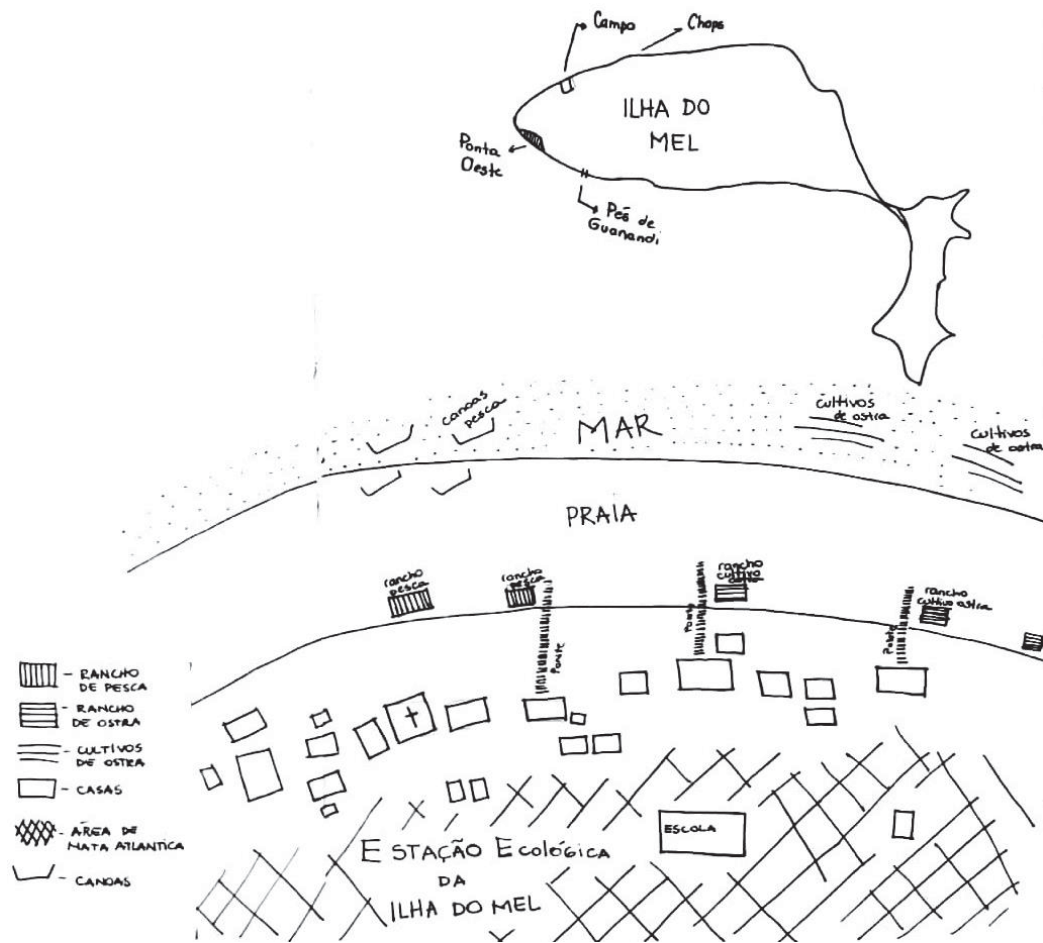 Campo
Chops
ILHA DO
MEL
Ponta
Oeste
Pés de
Guanandi
canoas
pesca
MAR
cultivos
de ostra
cultivos
de ostra
PRAIA
rancho
pesca
rancho
pesca
rancho
cultivo
rancho
cultivo ostra
Ponte
Ponte
Ponte
- RANCHO
DE PESCA
- RANCHO
DE OSTRA
- CULTIVOS
DE OSTRA
- CASAS
- ÁREA DE
MATA ATLANTICA
- CANOAS
ESCOLA
ESTAÇÃO ECOLÓGICA
DA
ILHA DO MEL